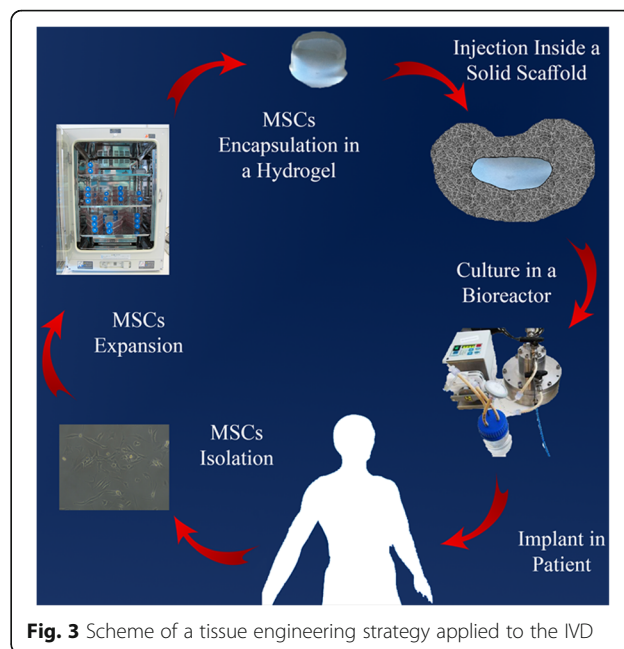 Injection Inside a
Solid Scaffold
MSCs
Encapsulation in
a Hydrogel
Culture in a
Bioreactor
MSCs
Expansion
MSCs
Isolation
Implant in
Patient
Fig. 3 Scheme of a tissue engineering strategy applied to the IVD